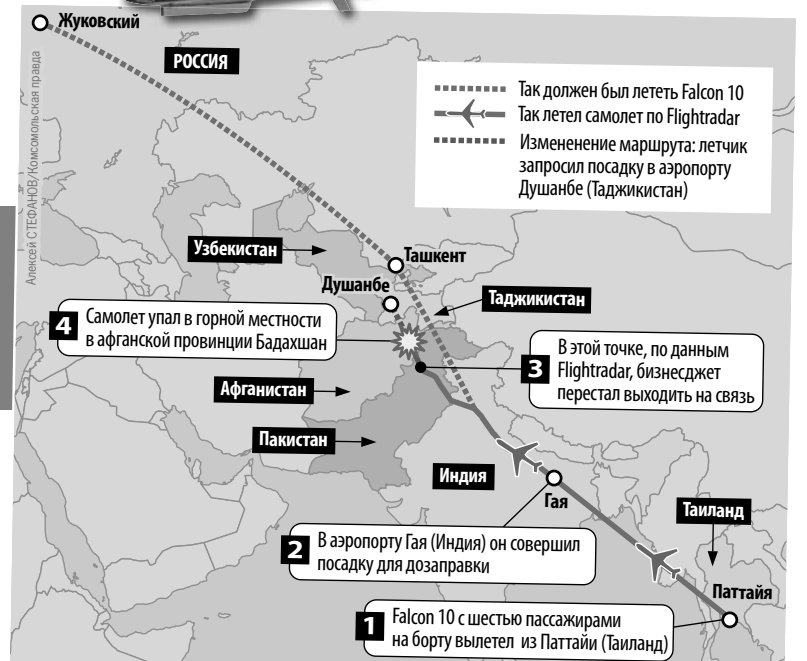 Жуковский
РОССИЯ
Алексей СТЕФАНОВ/Комсомольская правда
Так должен был лететь Falcon 10
Так летел самолет по Flightradar
Измененение маршрута: летчик
запросил посадку в аэропорту
Душанбе (Таджикистан)
Узбекистан
Ташкент
Душанбе
Таджикистан
4 Самолет упал в горной местности
в афганской провинции Бадахшан
3 В этой точке, по данным
Flightradar, бизнесджет
перестал выходить на связь
Афганистан
Пакистан
Индия
Гая
Таиланд
2 В аэропорту Гая (Индия) он совершил
посадку для дозаправки
Паттайя
1 Falcon 10 с шестью пассажирами
на борту вылетел из Паттайи (Таиланд)